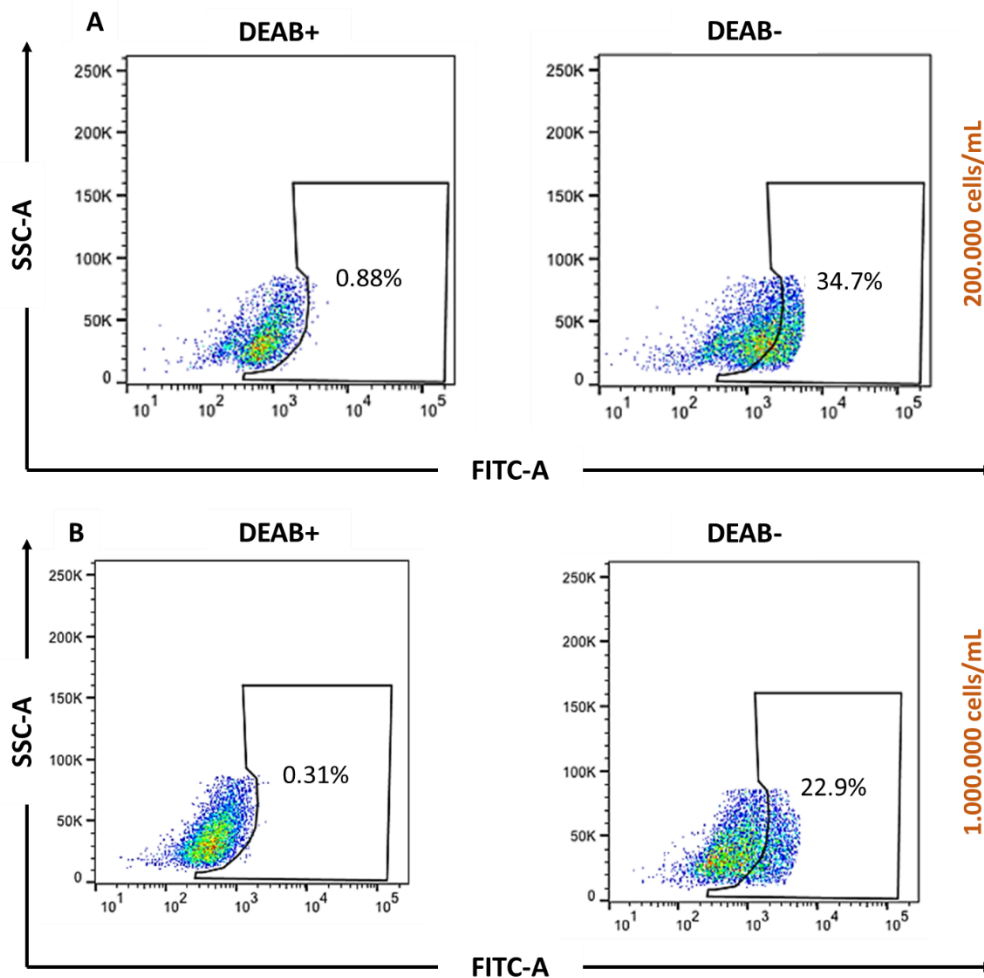 A
DEAB+
DEAB-
250K
200K
150K
100K
50K
0
0.88%
10^1 10^2 10^3 10^4 10^5
250K
200K
150K
100K
50K
0
34.7%
10^1 10^2 10^3 10^4 10^5
SSC-A
FITC-A
200.000 cells/mL
B
DEAB+
DEAB-
250K
200K
150K
100K
50K
0
0.31%
10^1 10^2 10^3 10^4 10^5
250K
200K
150K
100K
50K
0
22.9%
10^1 10^2 10^3 10^4 10^5
SSC-A
FITC-A
1.000.000 cells/mL